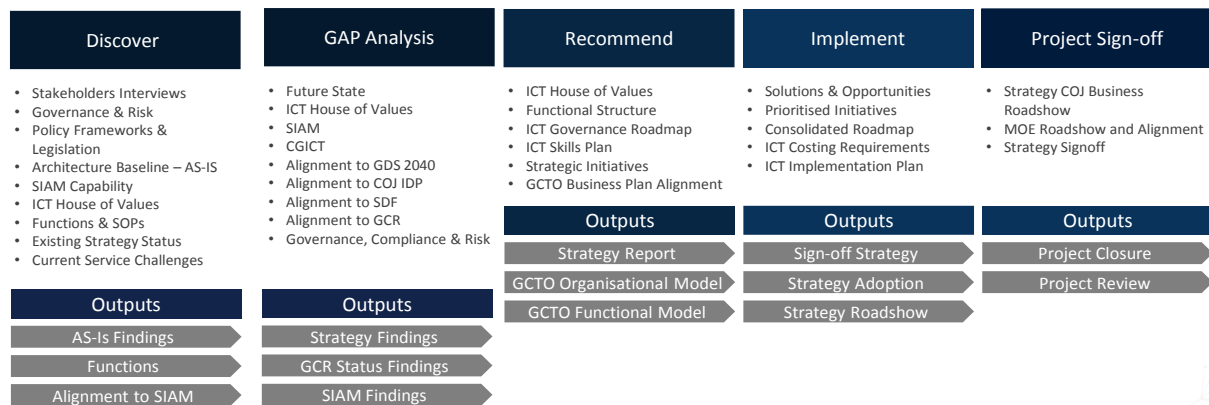 Discover
• Stakeholders Interviews
• Governance & Risk
• Policy Frameworks &
Legislation
• Architecture Baseline – AS-IS
• SIAM Capability
• ICT House of Values
• Functions & SOPs
• Existing Strategy Status
• Current Service Challenges
Outputs
AS-Is Findings
Functions
Alignment to SIAM
GAP Analysis
• Future State
• ICT House of Values
• SIAM
• CGICT
• Alignment to GDS 2040
• Alignment to COJ IDP
• Alignment to SDF
• Alignment to GCR
• Governance, Compliance & Risk
Outputs
Strategy Findings
GCR Status Findings
SIAM Findings
Recommend
• ICT House of Values
• Functional Structure
• ICT Governance Roadmap
• ICT Skills Plan
• Strategic Initiatives
• GCTO Business Plan Alignment
Outputs
Strategy Report
GCTO Organisational Model
GCTO Functional Model
Implement
• Solutions & Opportunities
• Prioritised Initiatives
• Consolidated Roadmap
• ICT Costing Requirements
• ICT Implementation Plan
Outputs
Sign-off Strategy
Strategy Adoption
Strategy Roadshow
Project Sign-off
• Strategy COJ Business
Roadshow
• MOE Roadshow and Alignment
• Strategy Signoff
Outputs
Project Closure
Project Review